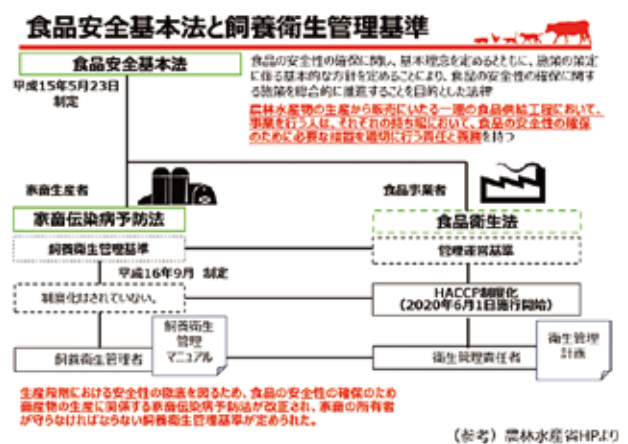 食品安全基本法と飼養衛生管理基準
食品安全基本法
平成15年5月23日
制定
食品の安全性の確保に関し、基本理念を定めるとともに、施策の策定
に係る基本的な方針を定めることにより、食品の安全性の確保に関す
る施策を総合的に推進することを目的とした法律
農林水産物の生産から販売にいたる一連の食品供給工程において、
事業を行う人は、それぞれの持ち場において、食品の安全性の確保
のために必要な措置を適切に行う責任と義務を持つ
家畜生産者
食品事業者
家畜伝染病予防法
食品衛生法
飼養衛生管理基準
管理運営基準
平成16年9月 制定
制度化はされていない。
HACCP制度化
(2020年6月1日施行開始)
飼養衛生
管理
マニュアル
衛生管理
計画
飼養衛生管理者
衛生管理責任者
生産段階における安全性の徹底を図るため、食品の安全性の確保のため
畜産物の生産に関係する家畜伝染病予防法が改正され、家畜の所有者
が守らなければならない飼養衛生管理基準が定められた。
(参考)農林水産省HPより